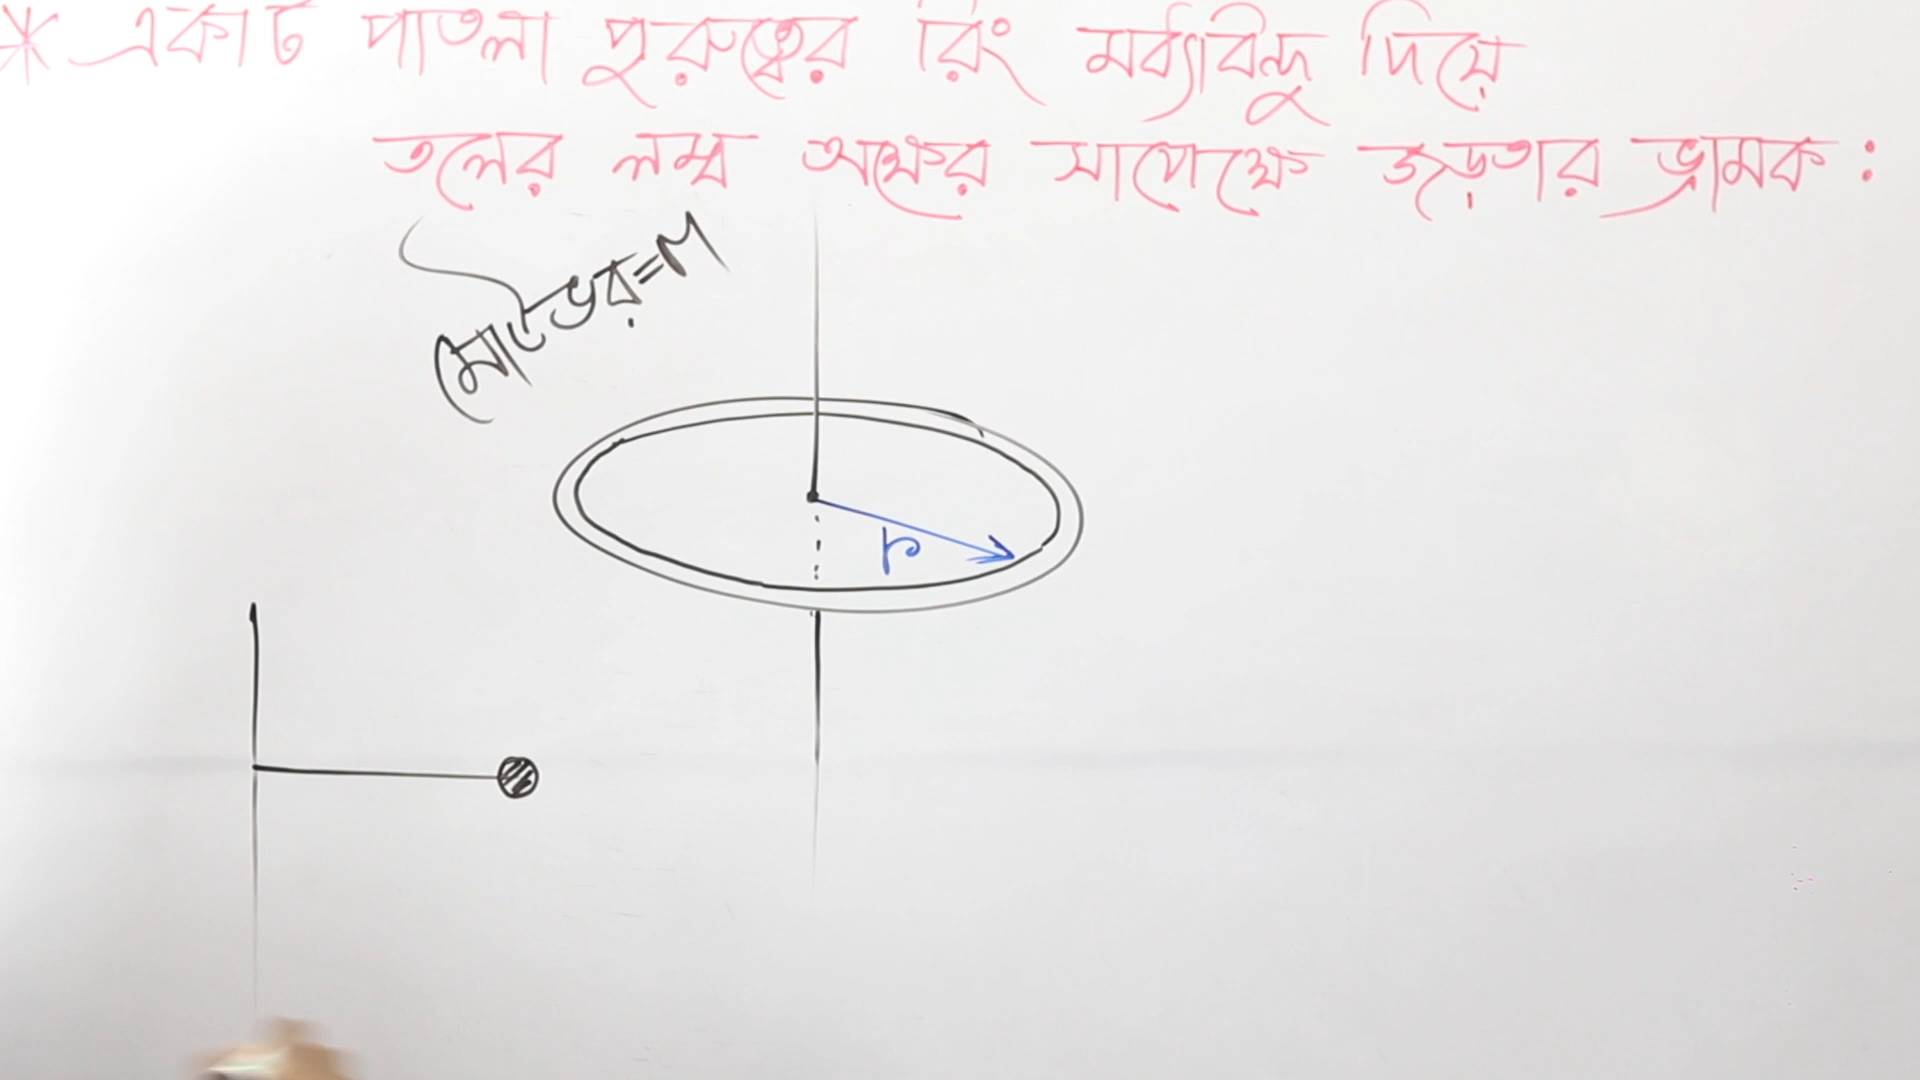 * একটি পাতলা পুরুত্বের রিং মধ্যবিন্দু দিয়ে
তলের লম্ব অক্ষের সাপেক্ষে জড়তার ভ্রামক :
মোট ভর = M
r